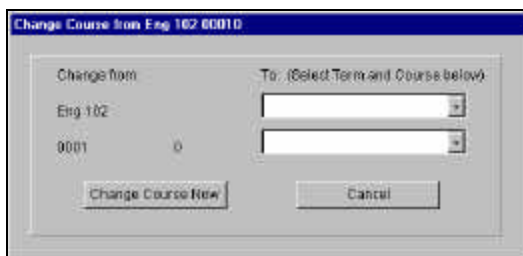 Change Course from Eng 102 00010
Change from
To: (Select Term and Course below)
Eng 102
0001 0
Change Course Now
Cancel